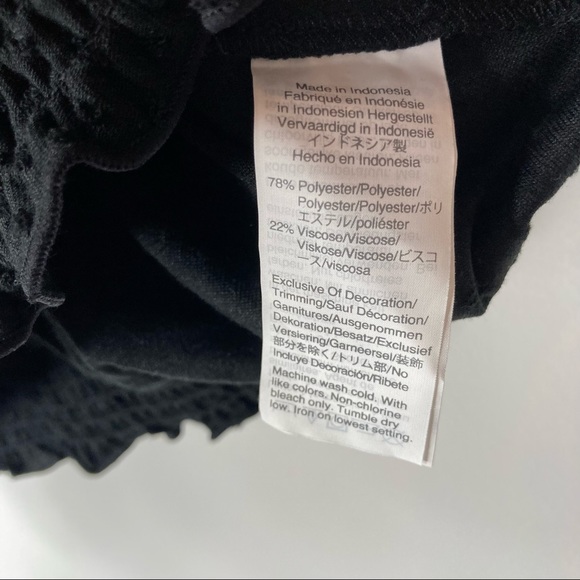 Made in Indonesia
Fabriqué en Indonésie
in Indonesien Hergestellt
Vervaardigd in Indonesië
インドネシア製
Hecho en Indonesia
78% Polyester/Polyester/
Polyester/Polyester/ポリ
エステル/poliéster
22% Viscose/Viscose/
Viskose/Viscose/ビスコ
ース/viscosa
Exclusive Of Decoration/
Trimming/Sauf Décoration/
Garnitures/Ausgenommen
Dekoration/Besatz/Exclusief
Versiering/Garneersel/装飾
部分を除く/トリム部/No
Incluye Decoración/Ribete
Machine wash cold. With
like colors. Non-chlorine
bleach only. Tumble dry
low. Iron on lowest setting.